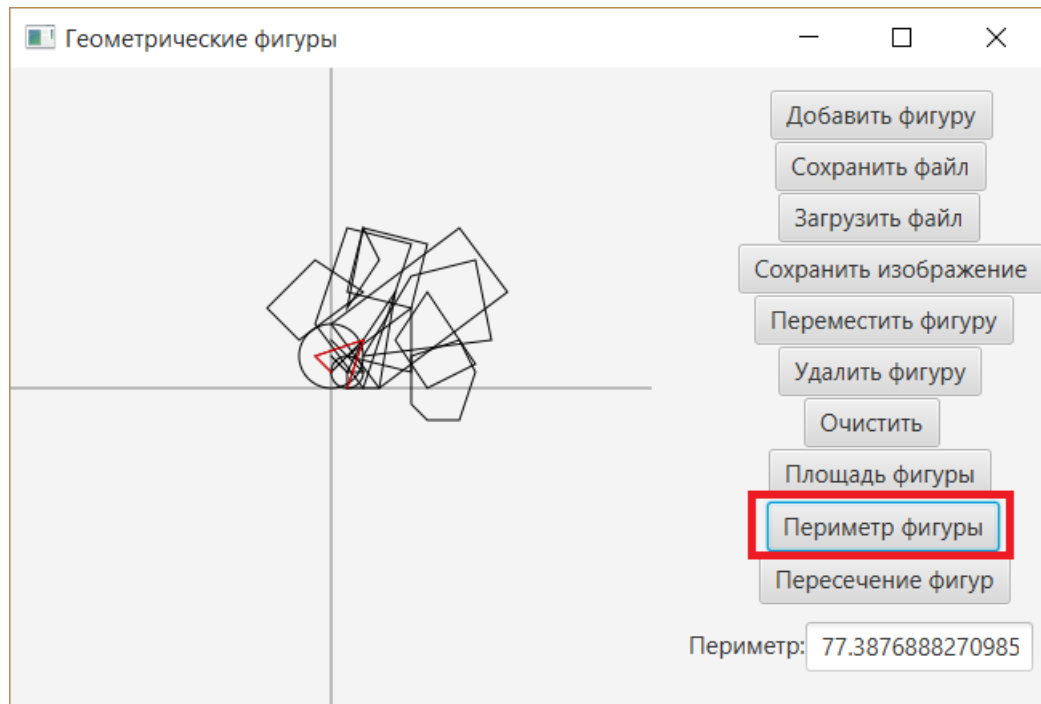 Геометрические фигуры
Добавить фигуру
Сохранить файл
Загрузить файл
Сохранить изображение
Переместить фигуру
Удалить фигуру
Очистить
Площадь фигуры
Периметр фигуры
Пересечение фигур
Периметр: 77.3876888270985